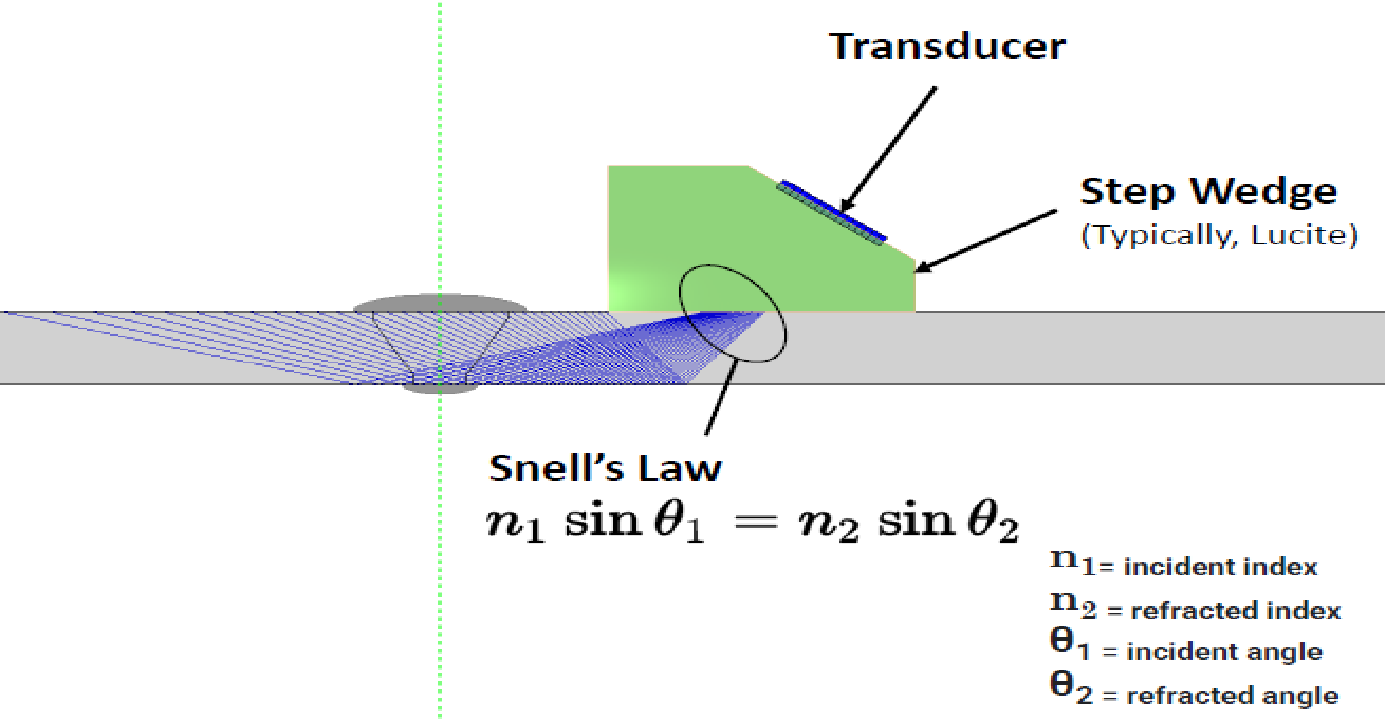 Transducer
Step Wedge
(Typically, Lucite)
Snell's Law
n₁ sin θ₁ = n₂ sin θ₂
n₁= incident index
n₂ = refracted index
θ₁ = incident angle
θ₂ = refracted angle